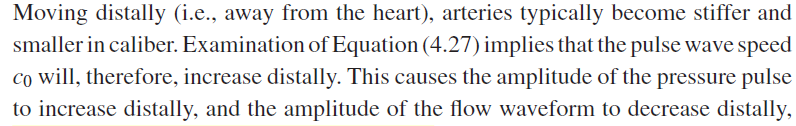 Moving distally (i.e., away from the heart), arteries typically become stiffer and
smaller in caliber. Examination of Equation (4.27) implies that the pulse wave speed
c₀ will, therefore, increase distally. This causes the amplitude of the pressure pulse
to increase distally, and the amplitude of the flow waveform to decrease distally,